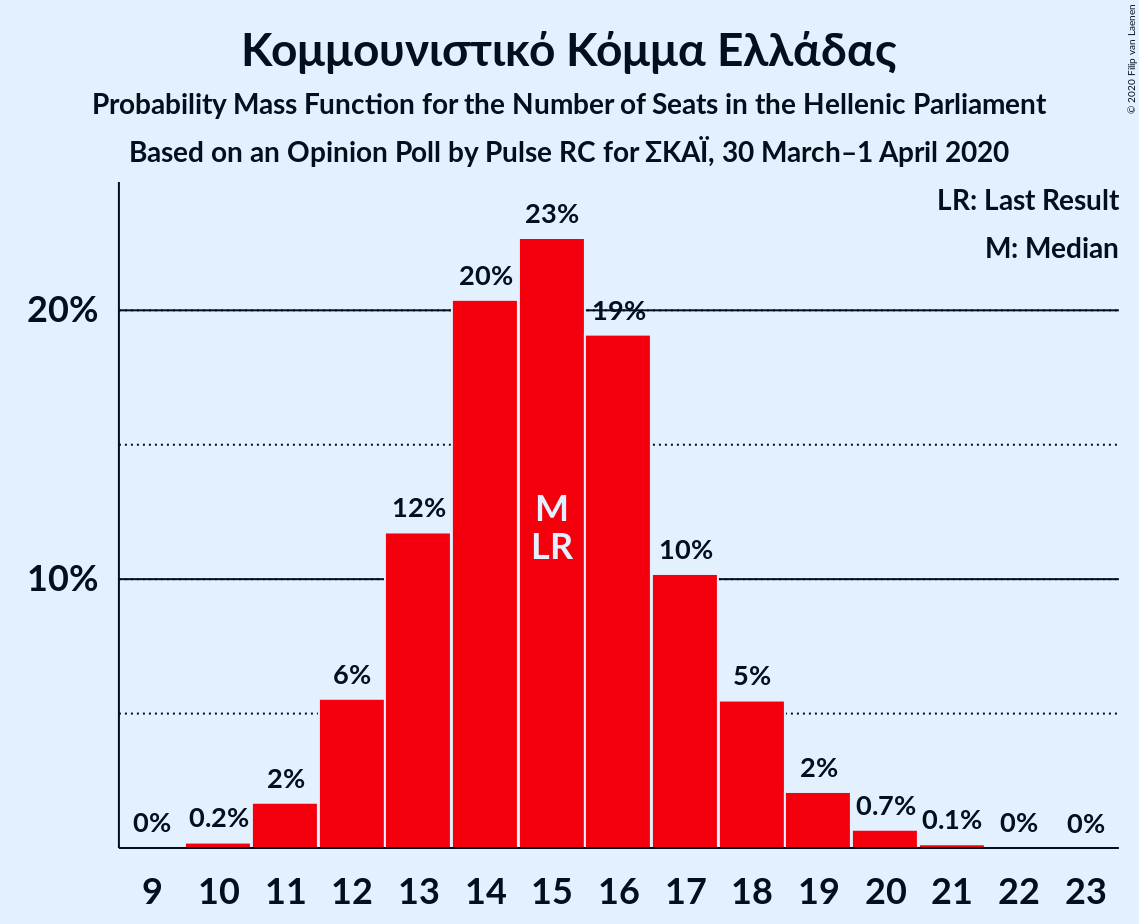 Κομμουνιστικό Κόμμα Ελλάδας
Probability Mass Function for the Number of Seats in the Hellenic Parliament
Based on an Opinion Poll by Pulse RC for ΣΚΑΪ, 30 March–1 April 2020
© 2020 Filip van Laenen
LR: Last Result
M: Median
20%
10%
0%
0.2%
2%
6%
12%
20%
23%
19%
10%
5%
2%
0.7%
0.1%
0%
0%
M
LR
9 10 11 12 13 14 15 16 17 18 19 20 21 22 23